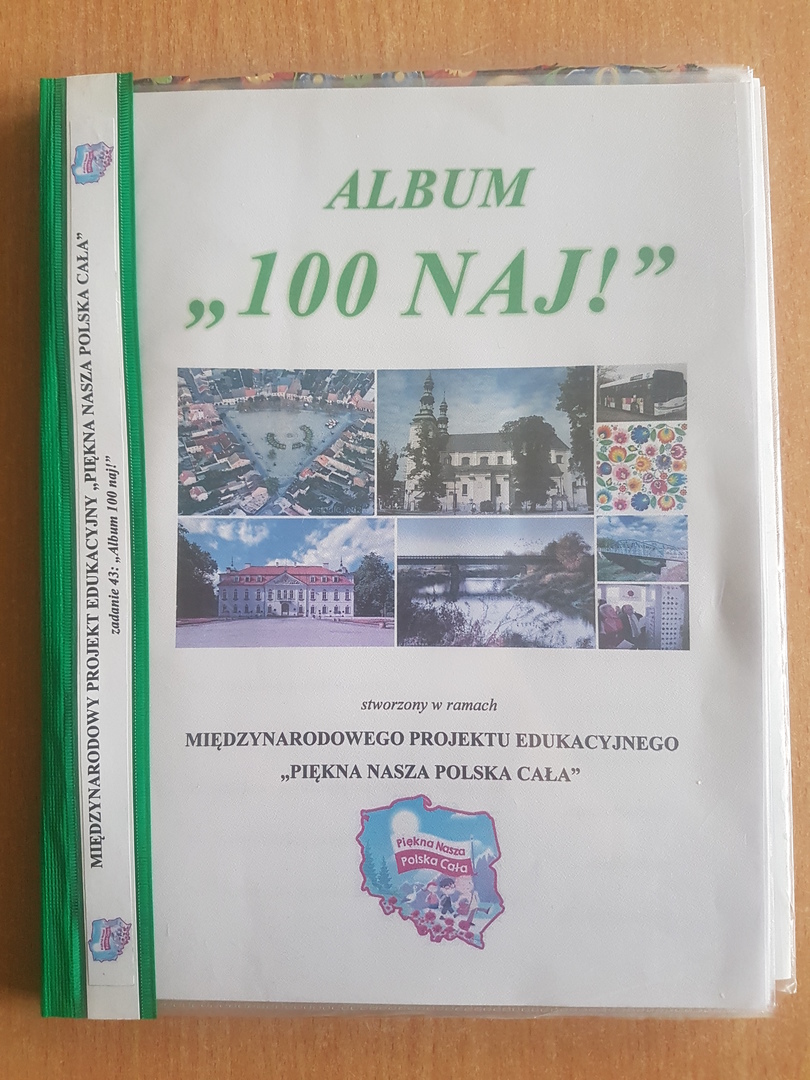 MIĘDZYNARODOWY PROJEKT EDUKACYJNY „PIĘKNA NASZA POLSKA CAŁA”
zadanie 43: „Album 100 naj!”
ALBUM
„100 NAJ!”
stworzony w ramach
MIĘDZYNARODOWEGO PROJEKTU EDUKACYJNEGO
„PIĘKNA NASZA POLSKA CAŁA”
Piękna Nasza
Polska Cała